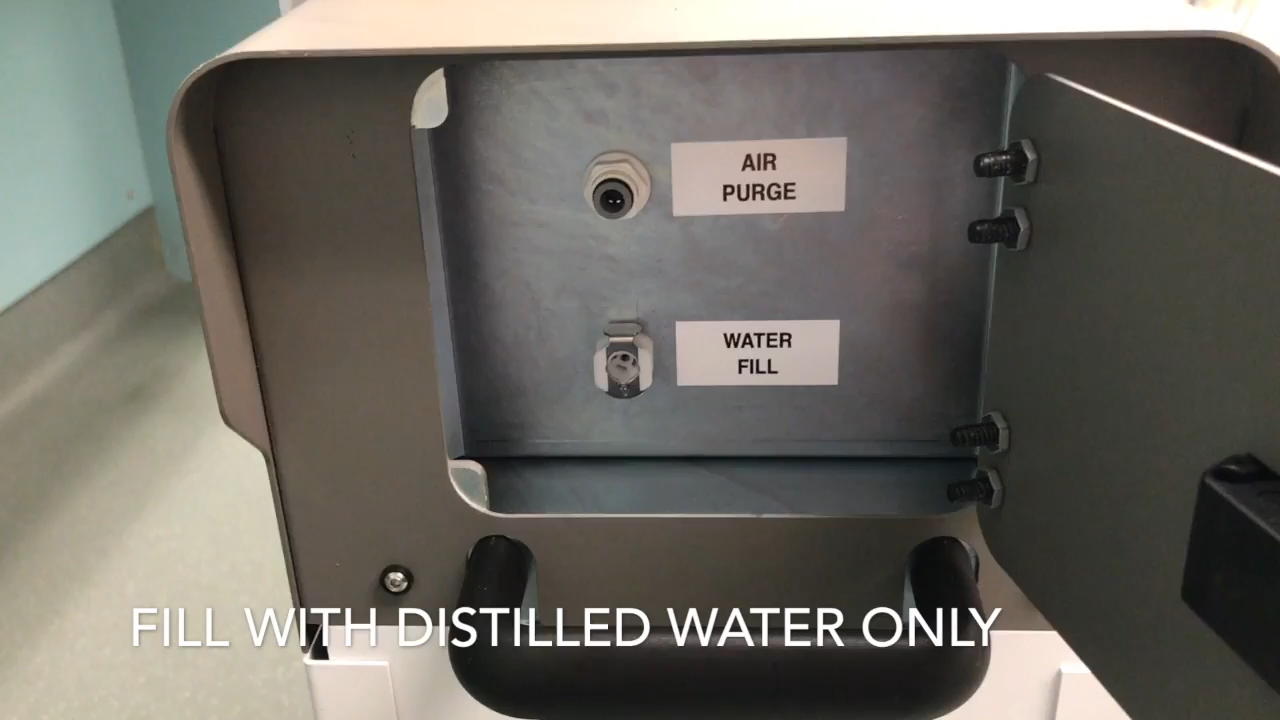 AIR
PURGE
WATER
FILL
FILL WITH DISTILLED WATER ONLY